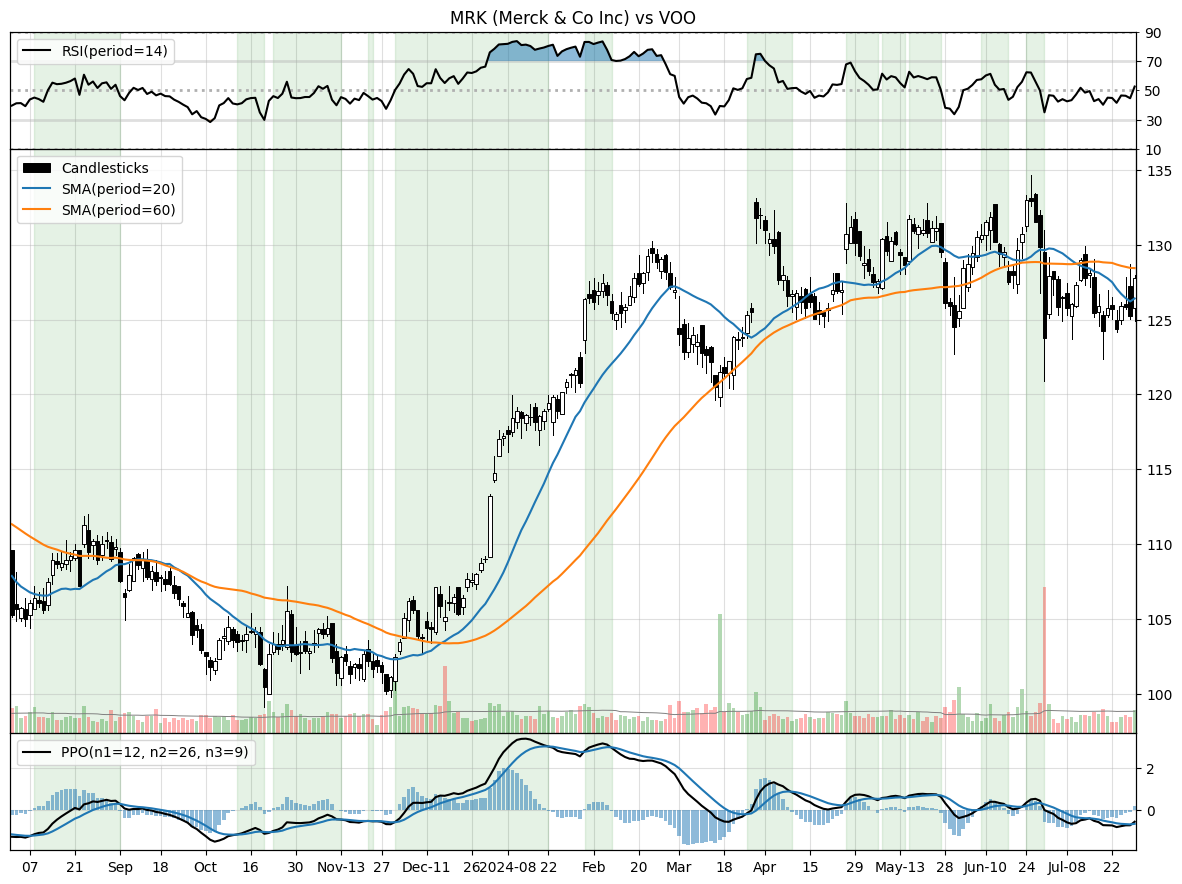 MRK (Merck & Co Inc) vs VOO
RSI(period=14)
90
70
50
30
10
Candlesticks
SMA(period=20)
SMA(period=60)
135
130
125
120
115
110
105
100
PPO(n1=12, n2=26, n3=9)
2
0
07 21 Sep 18 Oct 16 30 Nov-13 27 Dec-11 26 2024-08 22 Feb 20 Mar 18 Apr 15 29 May-13 28 Jun-10 24 Jul-08 22